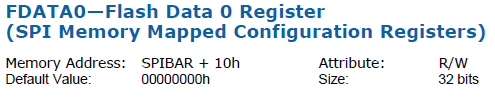 FDATA0—Flash Data 0 Register
(SPI Memory Mapped Configuration Registers)
Memory Address: SPIBAR + 10h Attribute: R/W
Default Value: 00000000h Size: 32 bits